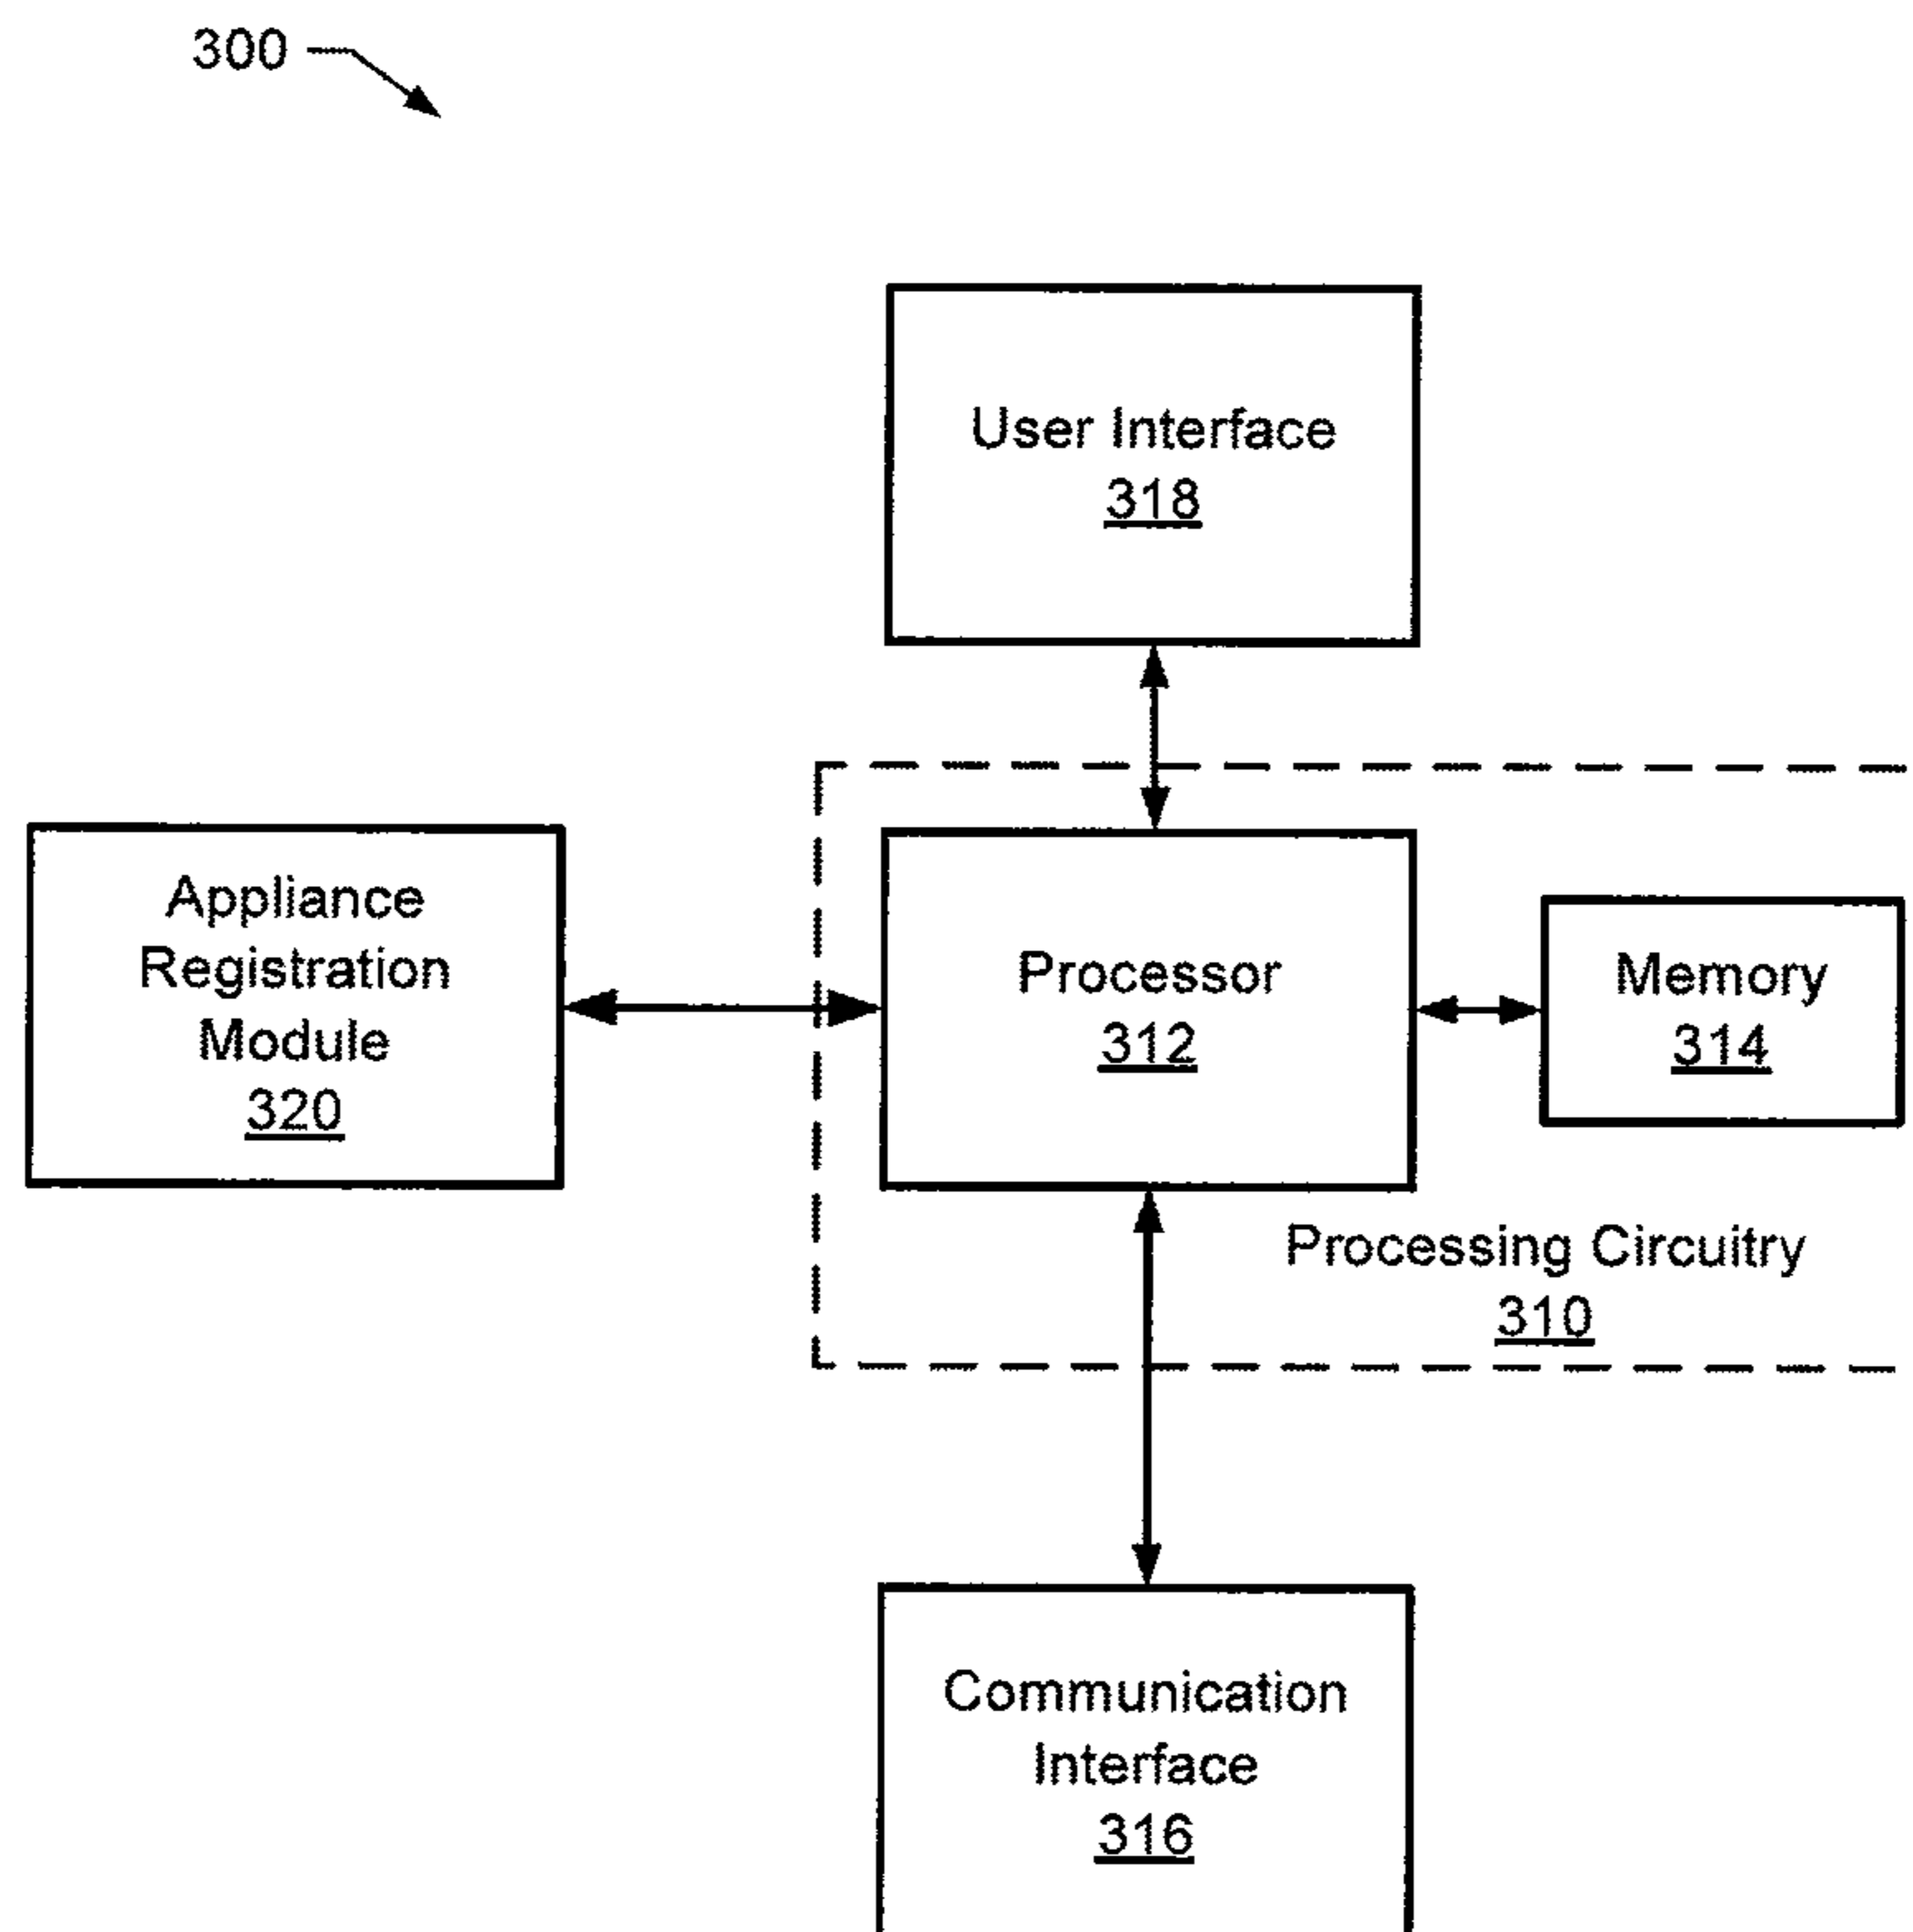 300
User Interface
318
Appliance
Registration
Module
320
Processor
312
Memory
314
Processing Circuitry
310
Communication
Interface
316